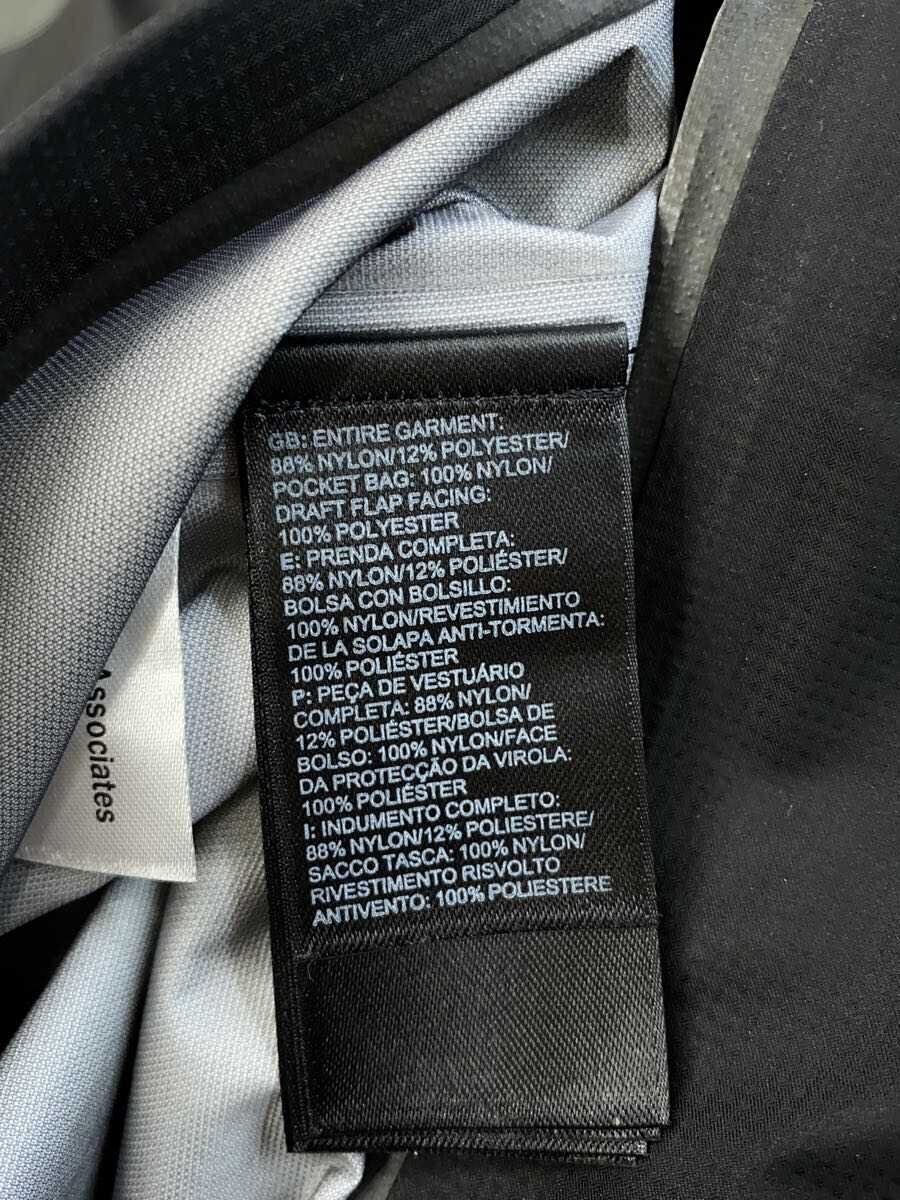 GB: ENTIRE GARMENT:
88% NYLON/12% POLYESTER/
POCKET BAG: 100% NYLON/
DRAFT FLAP FACING:
100% POLYESTER
E: PRENDA COMPLETA:
88% NYLON/12% POLIÉSTER/
BOLSA CON BOLSILLO:
100% NYLON/REVESTIMIENTO
DE LA SOLAPA ANTI-TORMENTA:
100% POLIÉSTER
P: PEÇA DE VESTUÁRIO
COMPLETA: 88% NYLON/
12% POLIÉSTER/BOLSA DE
BOLSO: 100% NYLON/FACE
DA PROTECÇÃO DA VIROLA:
100% POLIÉSTER
I: INDUMENTO COMPLETO:
88% NYLON/12% POLIESTERE/
SACCO TASCA: 100% NYLON/
RIVESTIMENTO RISVOLTO
ANTIVENTO: 100% POLIESTERE
Associates